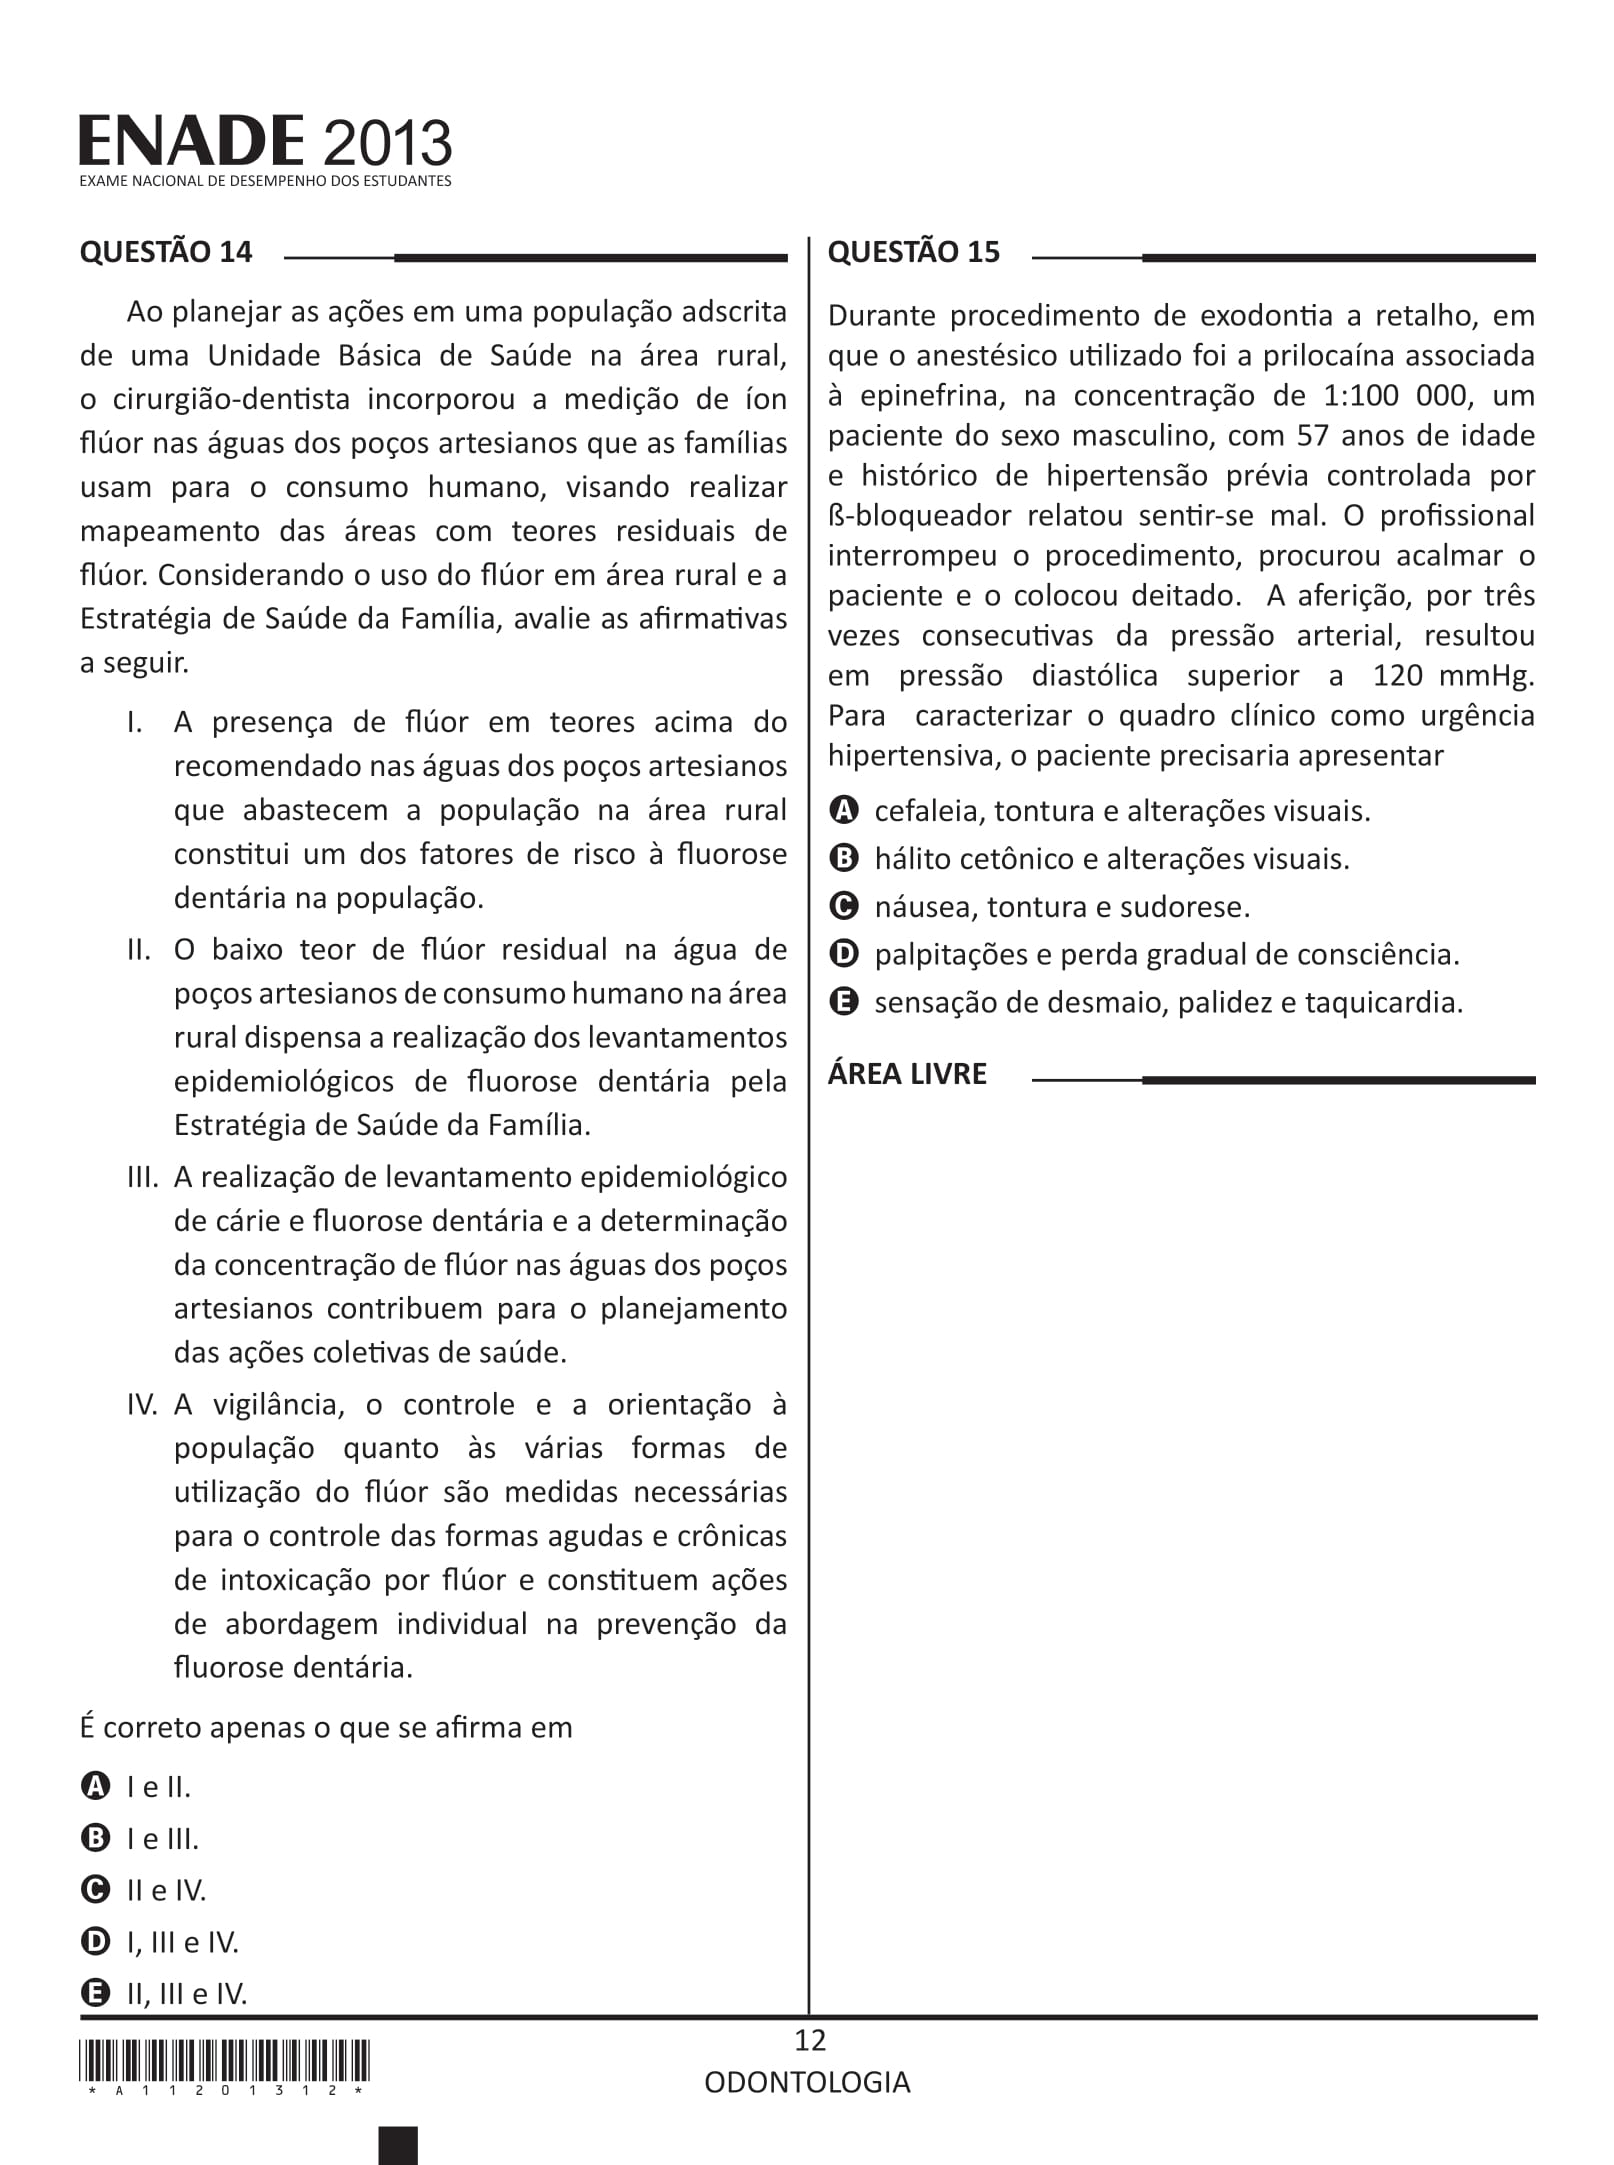 ENADE 2013
EXAME NACIONAL DE DESEMPENHO DOS ESTUDANTES
QUESTÃO 14
Ao planejar as ações em uma população adscrita
de uma Unidade Básica de Saúde na área rural,
o cirurgião-dentista incorporou a medição de íon
flúor nas águas dos poços artesianos que as famílias
usam para o consumo humano, visando realizar
mapeamento das áreas com teores residuais de
flúor. Considerando o uso do flúor em área rural e a
Estratégia de Saúde da Família, avalie as afirmativas
a seguir.
I. A presença de flúor em teores acima do
recomendado nas águas dos poços artesianos
que abastecem a população na área rural
constitui um dos fatores de risco à fluorose
dentária na população.
II. O baixo teor de flúor residual na água de
poços artesianos de consumo humano na área
rural dispensa a realização dos levantamentos
epidemiológicos de fluorose dentária pela
Estratégia de Saúde da Família.
III. A realização de levantamento epidemiológico
de cárie e fluorose dentária e a determinação
da concentração de flúor nas águas dos poços
artesianos contribuem para o planejamento
das ações coletivas de saúde.
IV. A vigilância, o controle e a orientação à
população quanto às várias formas de
utilização do flúor são medidas necessárias
para o controle das formas agudas e crônicas
de intoxicação por flúor e constituem ações
de abordagem individual na prevenção da
fluorose dentária.
É correto apenas o que se afirma em
A I e II.
B I e III.
C II e IV.
D I, III e IV.
E II, III e IV.
QUESTÃO 15
Durante procedimento de exodontia a retalho, em
que o anestésico utilizado foi a prilocaína associada
à epinefrina, na concentração de 1:100 000, um
paciente do sexo masculino, com 57 anos de idade
e histórico de hipertensão prévia controlada por
ß-bloqueador relatou sentir-se mal. O profissional
interrompeu o procedimento, procurou acalmar o
paciente e o colocou deitado. A aferição, por três
vezes consecutivas da pressão arterial, resultou
em pressão diastólica superior a 120 mmHg.
Para caracterizar o quadro clínico como urgência
hipertensiva, o paciente precisaria apresentar
A cefaleia, tontura e alterações visuais.
B hálito cetônico e alterações visuais.
C náusea, tontura e sudorese.
D palpitações e perda gradual de consciência.
E sensação de desmaio, palidez e taquicardia.
ÁREA LIVRE
12
ODONTOLOGIA
* A 1 1 2 0 1 3 1 2 *